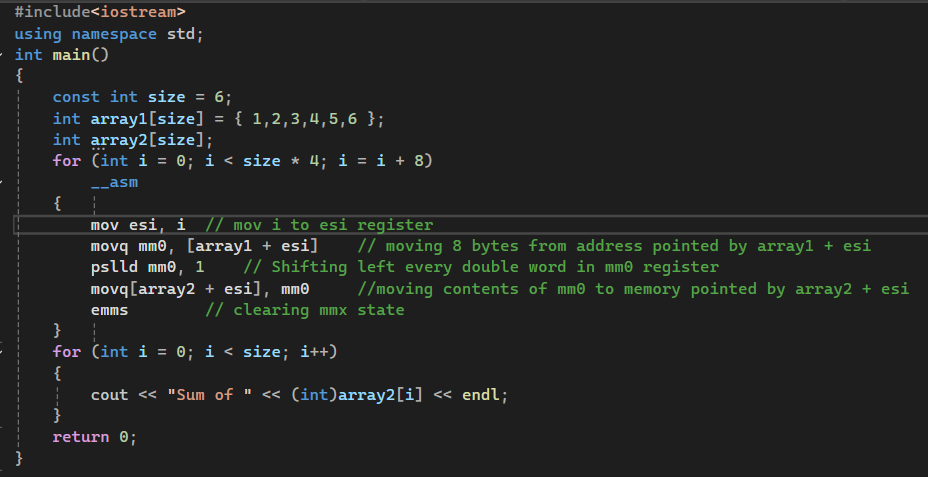 #include<iostream>
using namespace std;
int main()
{
    const int size = 6;
    int array1[size] = { 1,2,3,4,5,6 };
    int array2[size];
    for (int i = 0; i < size * 4; i = i + 8)
        __asm
    {
        mov esi, i  // mov i to esi register
        movq mm0, [array1 + esi]    // moving 8 bytes from address pointed by array1 + esi
        pslld mm0, 1    // Shifting left every double word in mm0 register
        movq[array2 + esi], mm0     //moving contents of mm0 to memory pointed by array2 + esi
        emms        // clearing mmx state
    }
    for (int i = 0; i < size; i++)
    {
        cout << "Sum of " << (int)array2[i] << endl;
    }
    return 0;
}